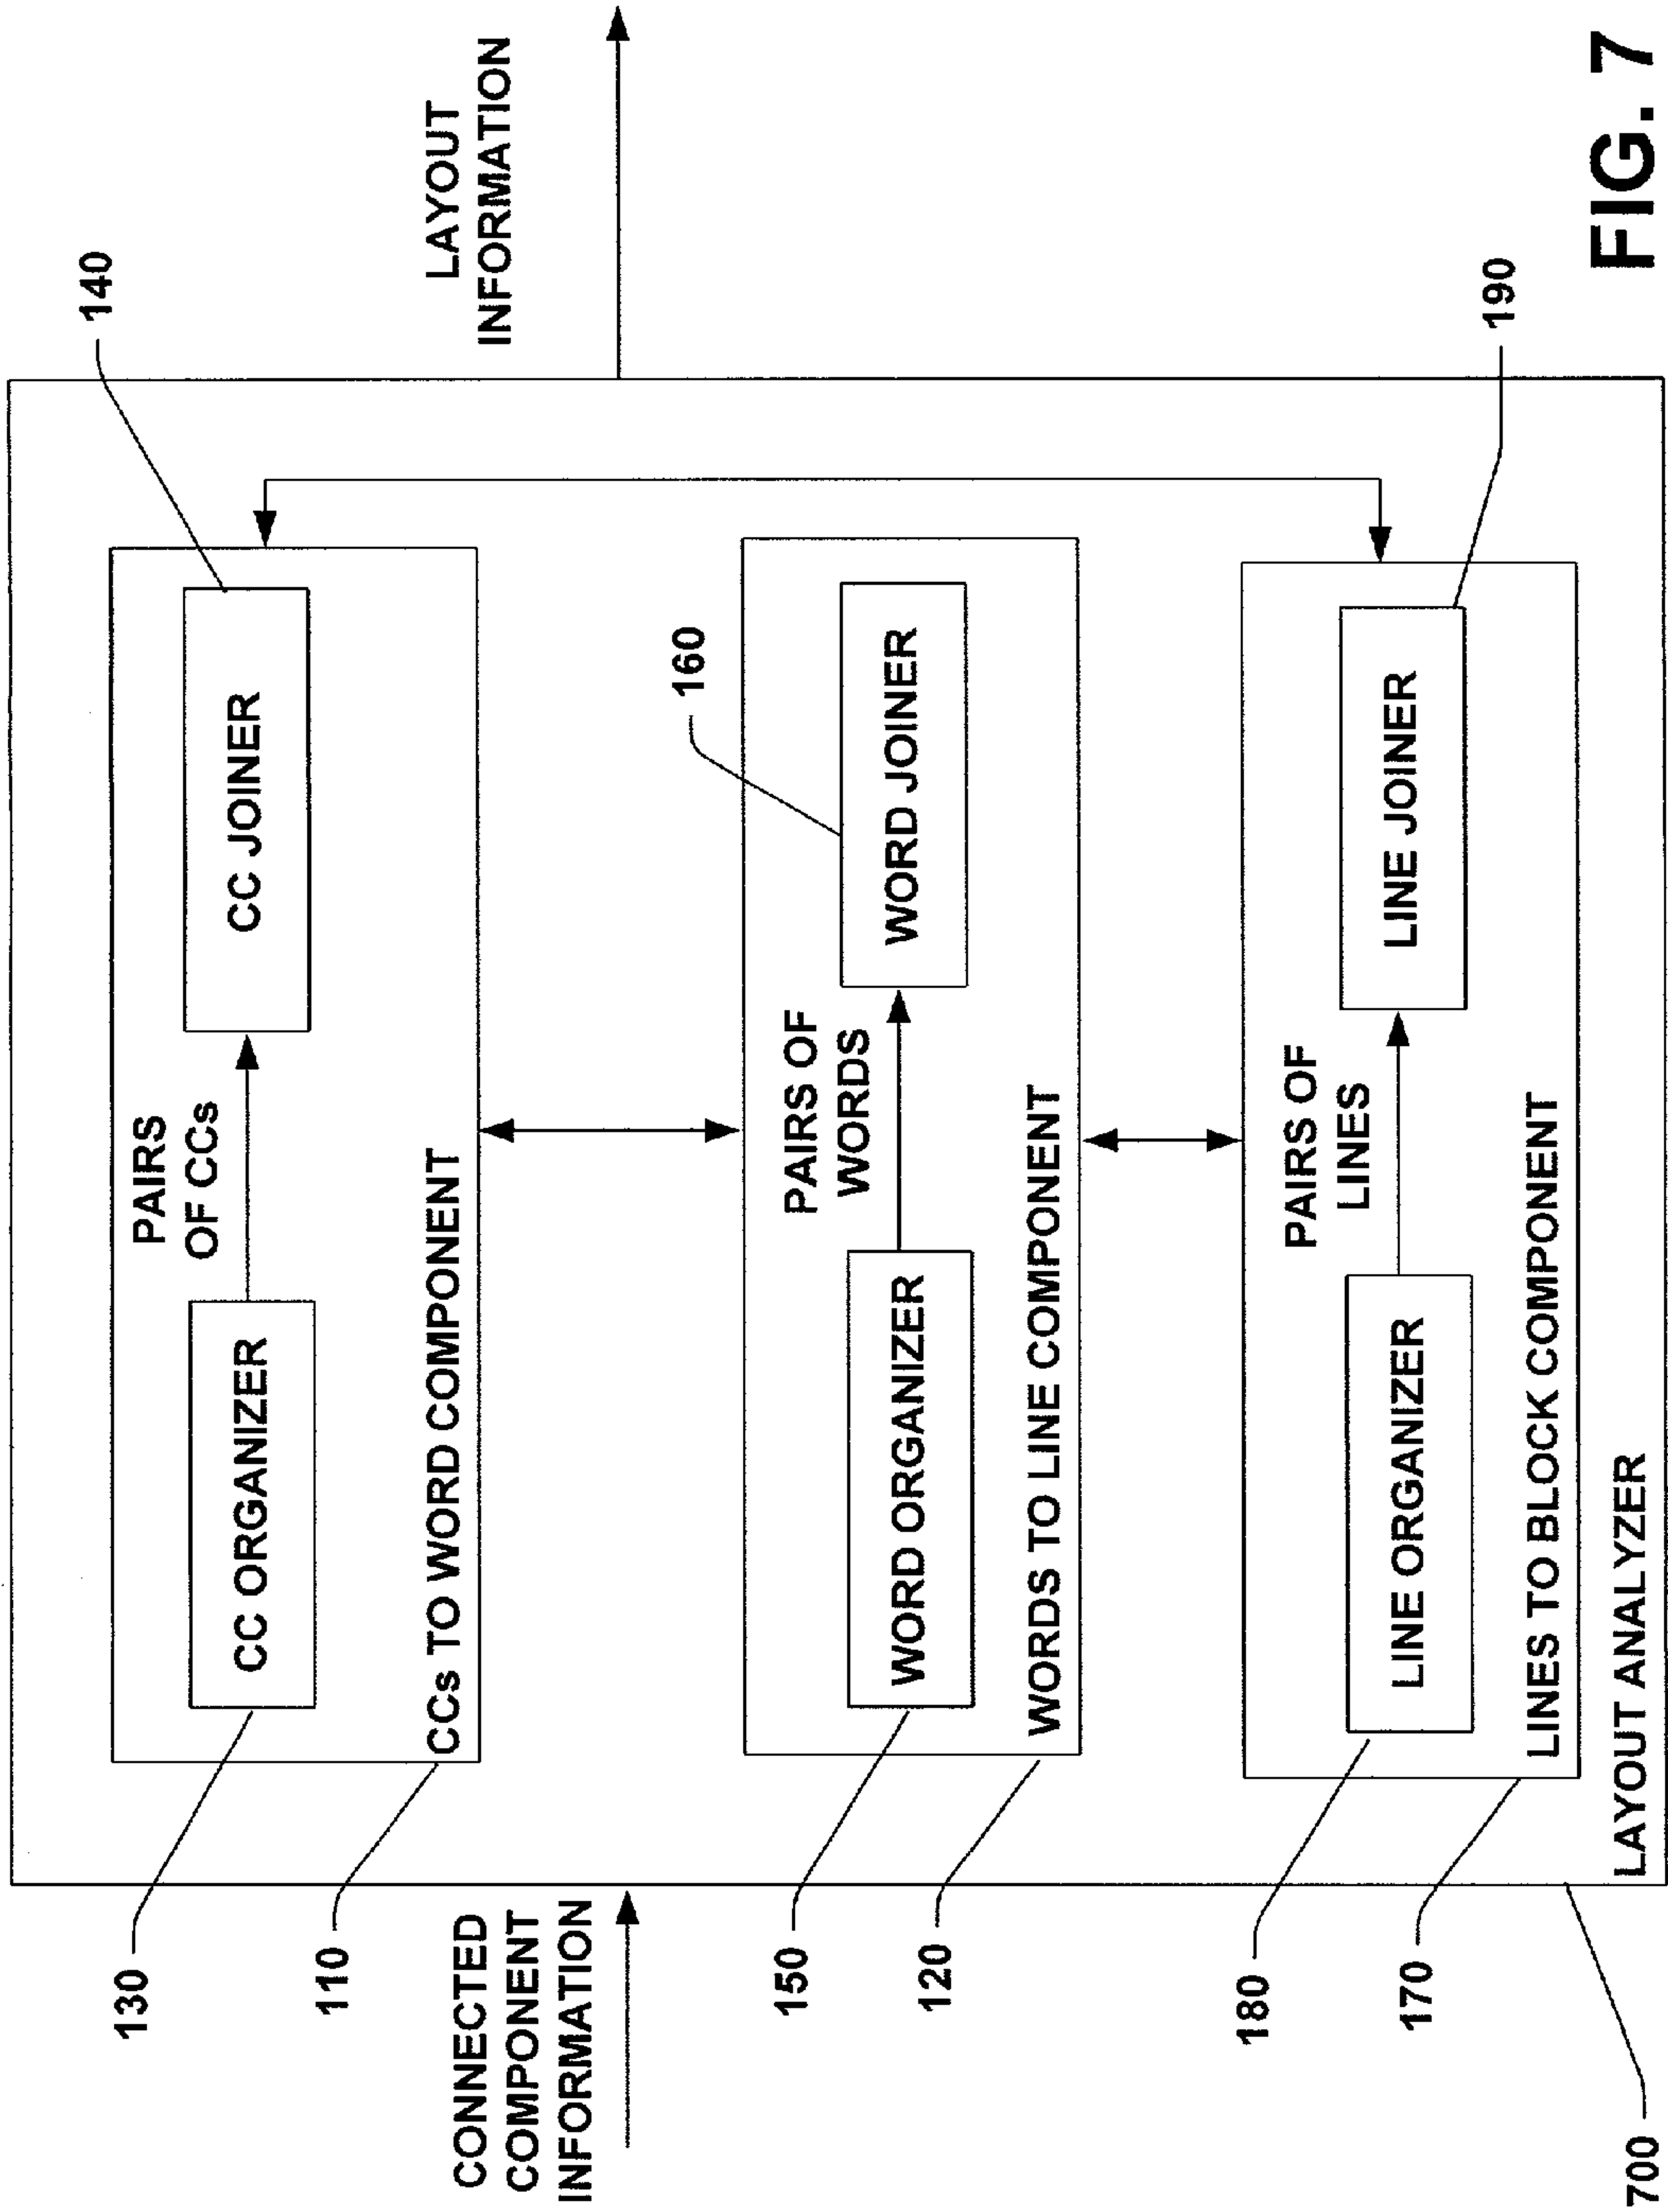 CONNECTED
COMPONENT
INFORMATION
130
110
150
120
180
170
700
CC ORGANIZER
PAIRS
OF CCs
CC JOINER
140
CCs TO WORD COMPONENT
WORD ORGANIZER
PAIRS OF
WORDS
WORD JOINER
160
WORDS TO LINE COMPONENT
LINE ORGANIZER
PAIRS OF
LINES
LINE JOINER
190
LINES TO BLOCK COMPONENT
LAYOUT ANALYZER
LAYOUT
INFORMATION
FIG. 7